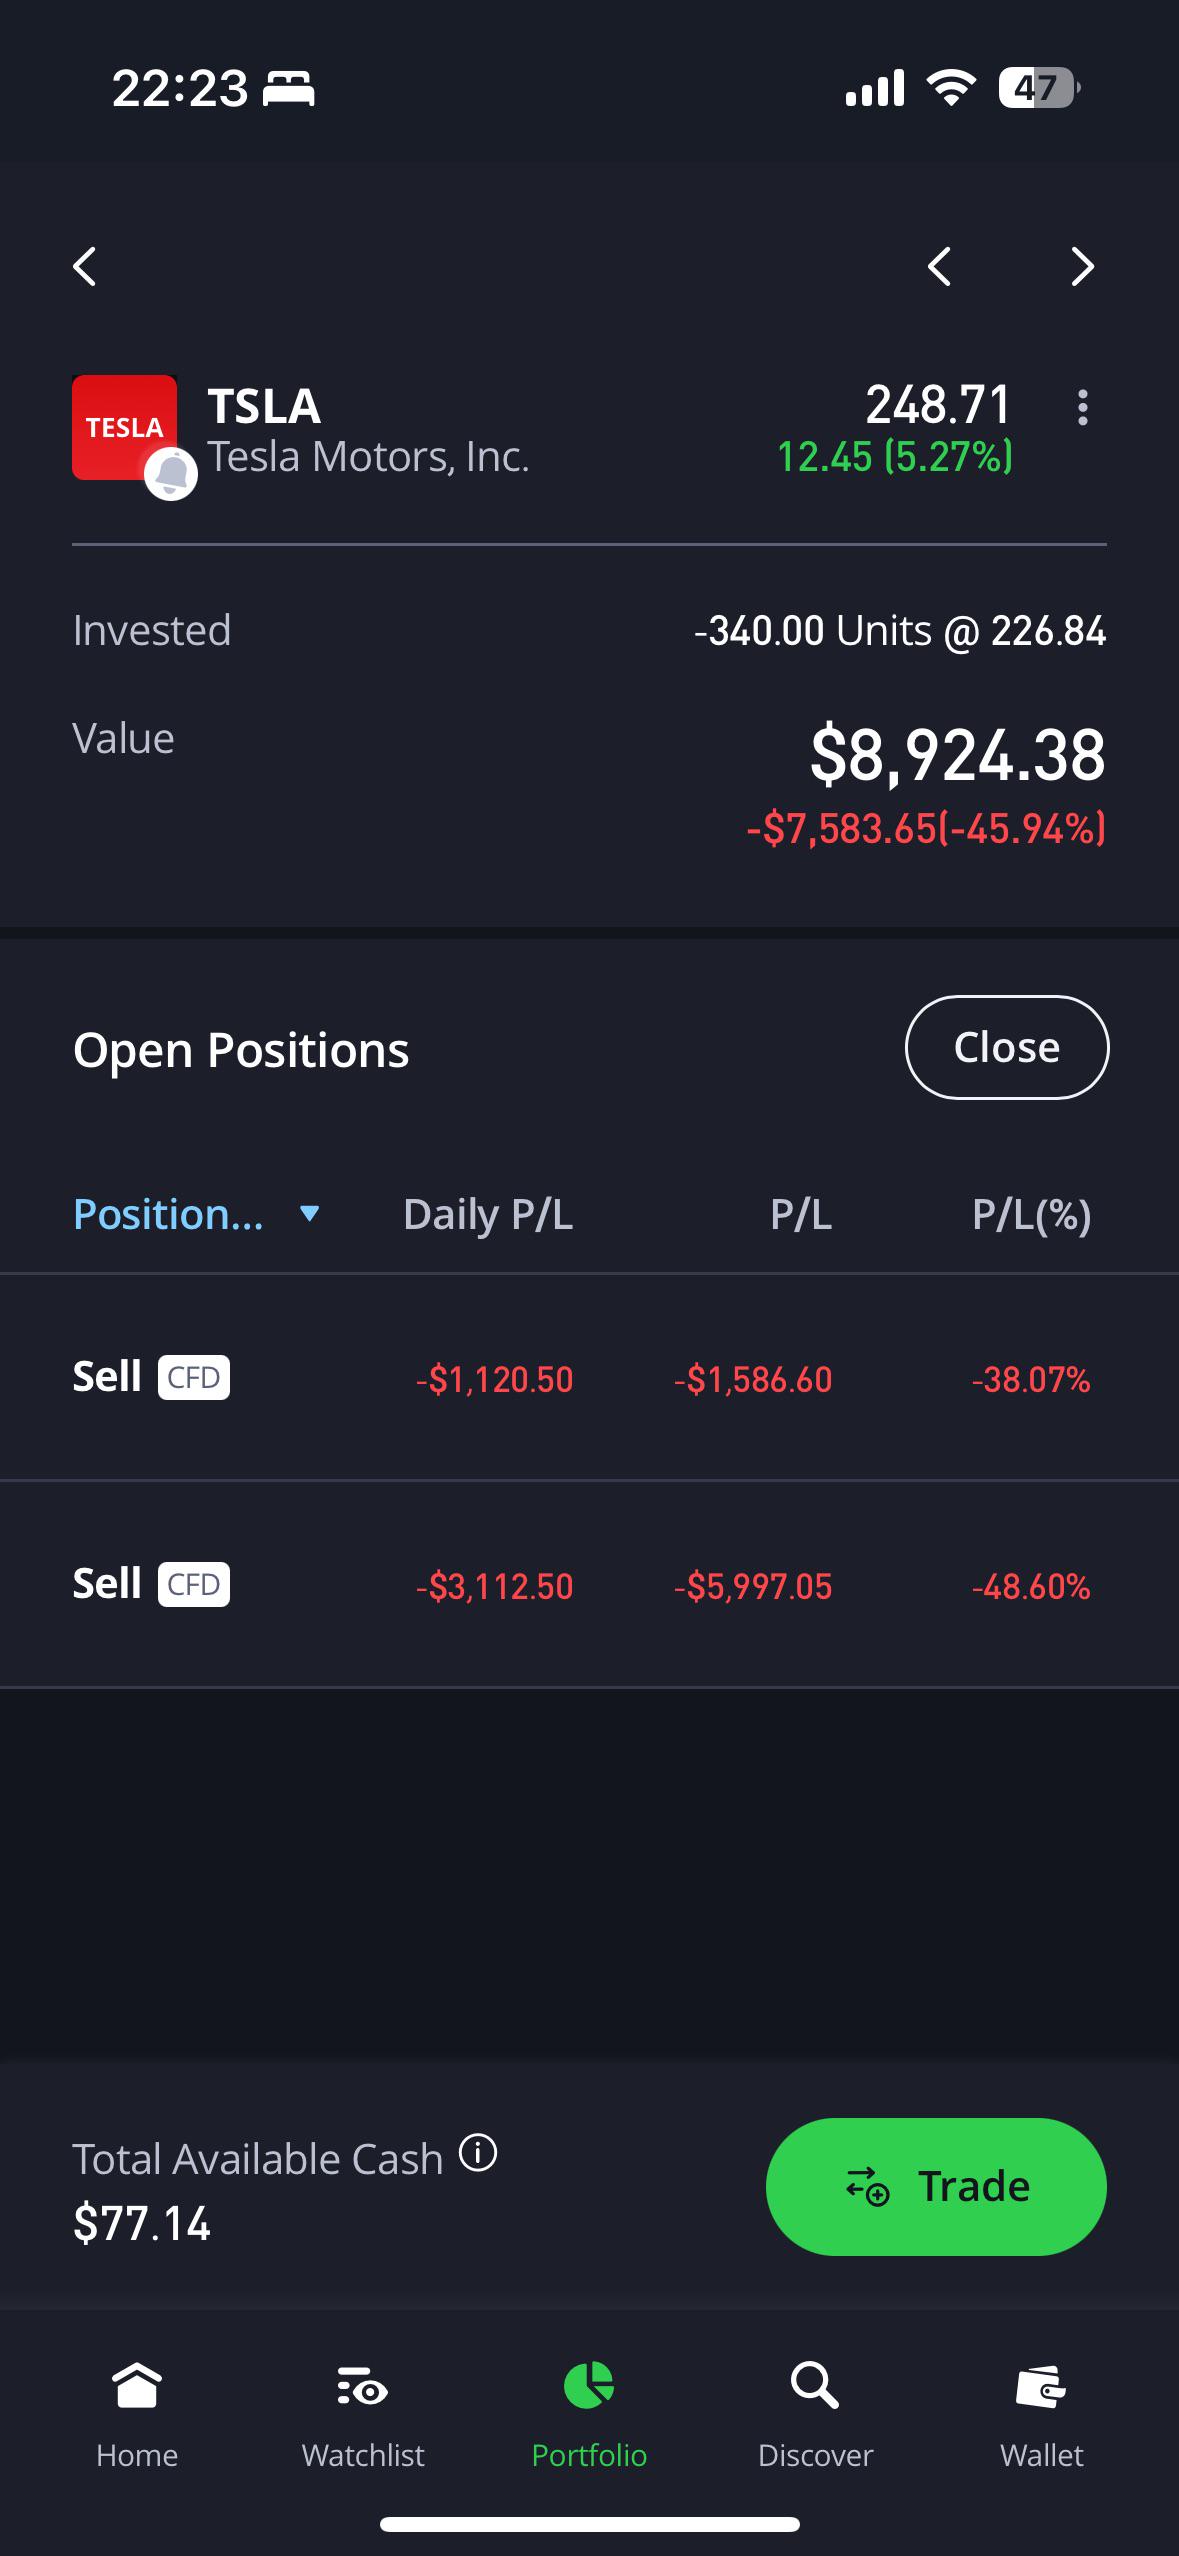 22:23
47
TESLA
TSLA
248.71
Tesla Motors, Inc.
12.45 (5.27%)
Invested
-340.00 Units @ 226.84
Value
$8,924.38
-$7,583.65(-45.94%)
Open Positions
Close
Position... ▼ Daily P/L P/L P/L(%)
Sell CFD -$1,120.50 -$1,586.60 -38.07%
Sell CFD -$3,112.50 -$5,997.05 -48.60%
Total Available Cash
$77.14
Trade
Home Watchlist Portfolio Discover Wallet